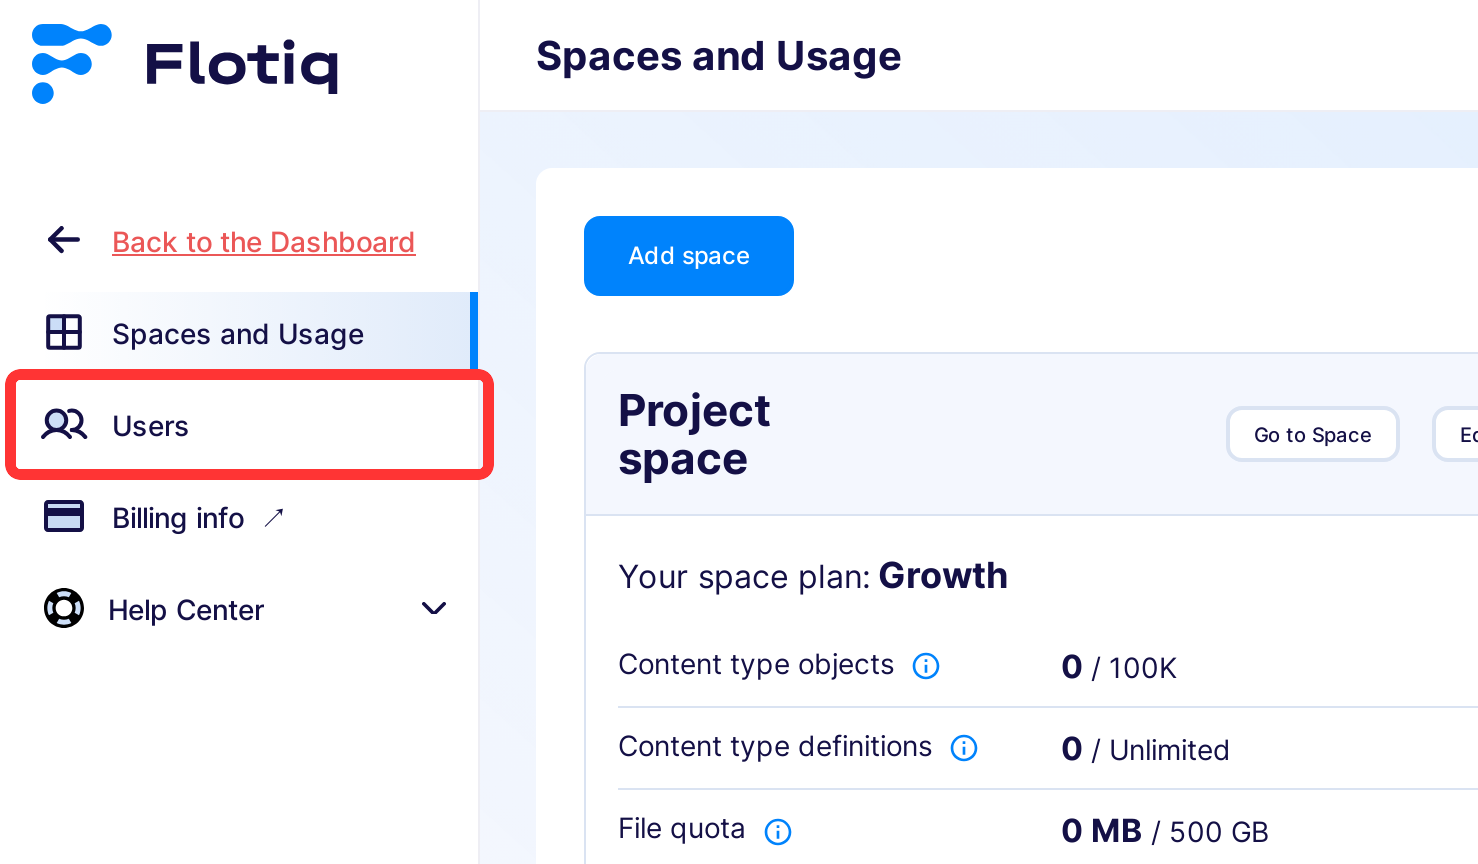 Flotiq
Spaces and Usage
Back to the Dashboard
Spaces and Usage
Users
Billing info ↗
Help Center
Add space
Project
space
Go to Space
Your space plan: Growth
Content type objects
0 / 100K
Content type definitions
0 / Unlimited
File quota
0 MB / 500 GB